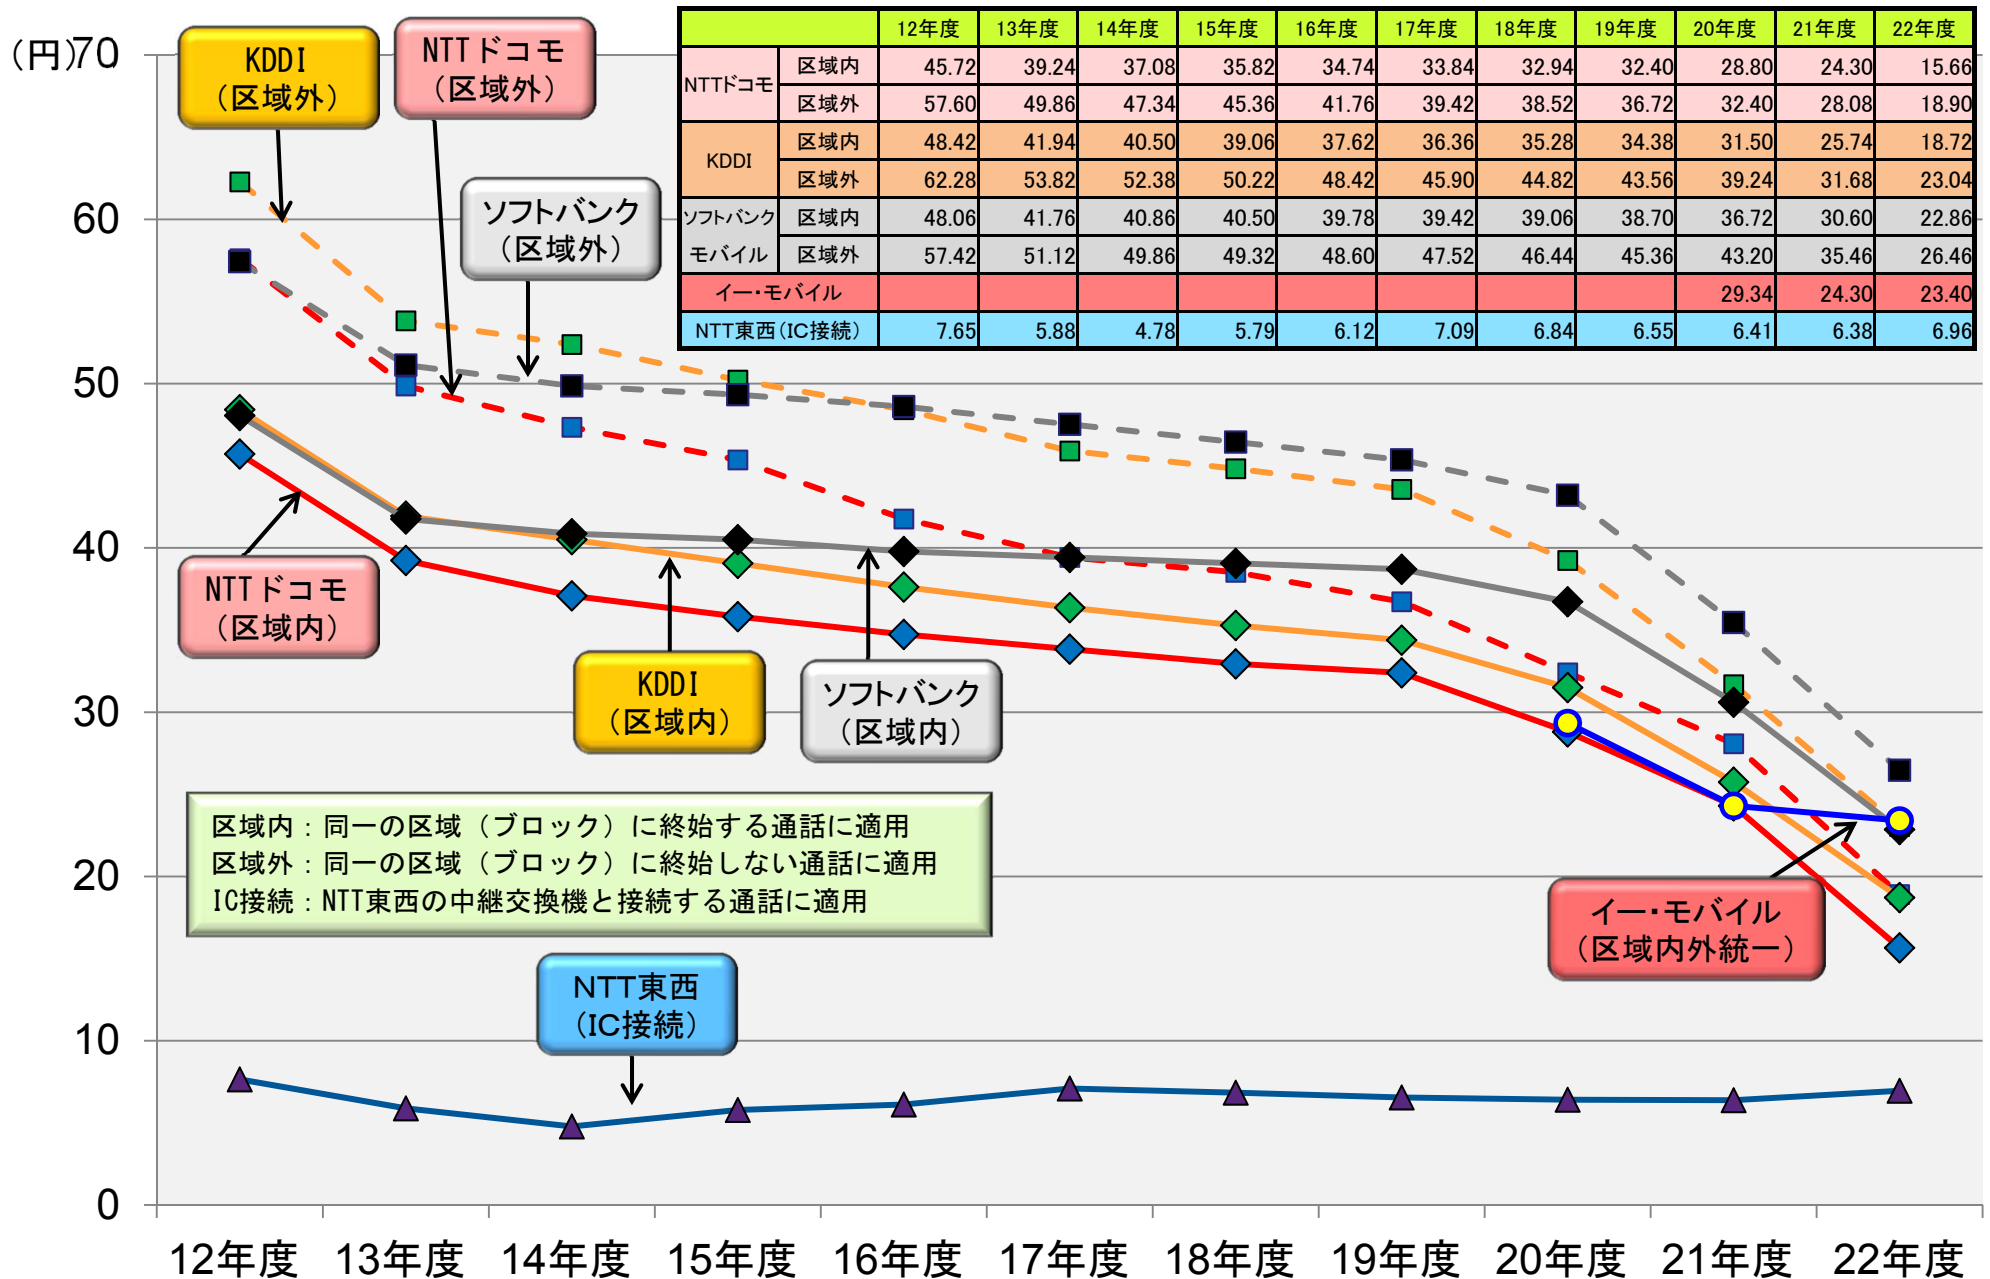 (円)
70
60
50
40
30
20
10
0
KDDI
（区域外）
NTTドコモ
（区域外）
ソフトバンク
（区域外）
12年度 13年度 14年度 15年度 16年度 17年度 18年度 19年度 20年度 21年度 22年度
NTTドコモ 区域内 45.72 39.24 37.08 35.82 34.74 33.84 32.94 32.40 28.80 24.30 15.66
区域外 57.60 49.86 47.34 45.36 41.76 39.42 38.52 36.72 32.40 28.08 18.90
KDDI 区域内 48.42 41.94 40.50 39.06 37.62 36.36 35.28 34.38 31.50 25.74 18.72
区域外 62.28 53.82 52.38 50.22 48.42 45.90 44.82 43.56 39.24 31.68 23.04
ソフトバンク 区域内 48.06 41.76 40.86 40.50 39.78 39.42 39.06 38.70 36.72 30.60 22.86
モバイル 区域外 57.42 51.12 49.86 49.32 48.60 47.52 46.44 45.36 43.20 35.46 26.46
イー・モバイル 29.34 24.30 23.40
NTT東西（IC接続） 7.65 5.88 4.78 5.79 6.12 7.09 6.84 6.55 6.41 6.38 6.96
NTTドコモ
（区域内）
KDDI
（区域内）
ソフトバンク
（区域内）
区域内：同一の区域（ブロック）に終始する通話に適用
区域外：同一の区域（ブロック）に終始しない通話に適用
IC接続：NTT東西の中継交換機と接続する通話に適用
イー・モバイル
（区域内外統一）
NTT東西
（IC接続）
12年度 13年度 14年度 15年度 16年度 17年度 18年度 19年度 20年度 21年度 22年度